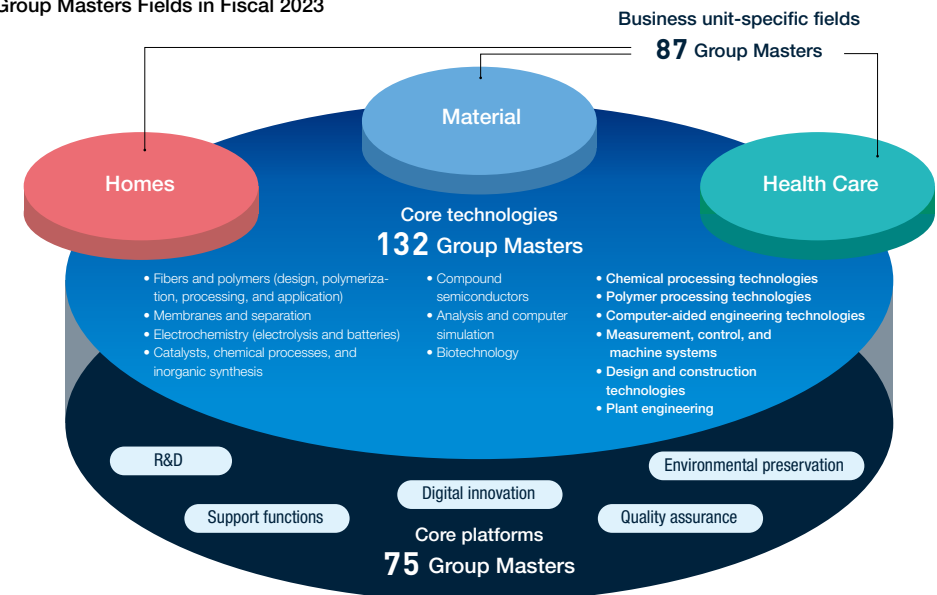 Group Masters Fields in Fiscal 2023
Business unit-specific fields
87 Group Masters
Material
Homes
Health Care
Core technologies
132 Group Masters
• Fibers and polymers (design, polymeriza-
tion, processing, and application)
• Membranes and separation
• Electrochemistry (electrolysis and batteries)
• Catalysts, chemical processes, and
inorganic synthesis
• Compound
semiconductors
• Analysis and computer
simulation
• Biotechnology
• Chemical processing technologies
• Polymer processing technologies
• Computer-aided engineering technologies
• Measurement, control, and
machine systems
• Design and construction
technologies
• Plant engineering
R&D
Environmental preservation
Digital innovation
Support functions
Quality assurance
Core platforms
75 Group Masters